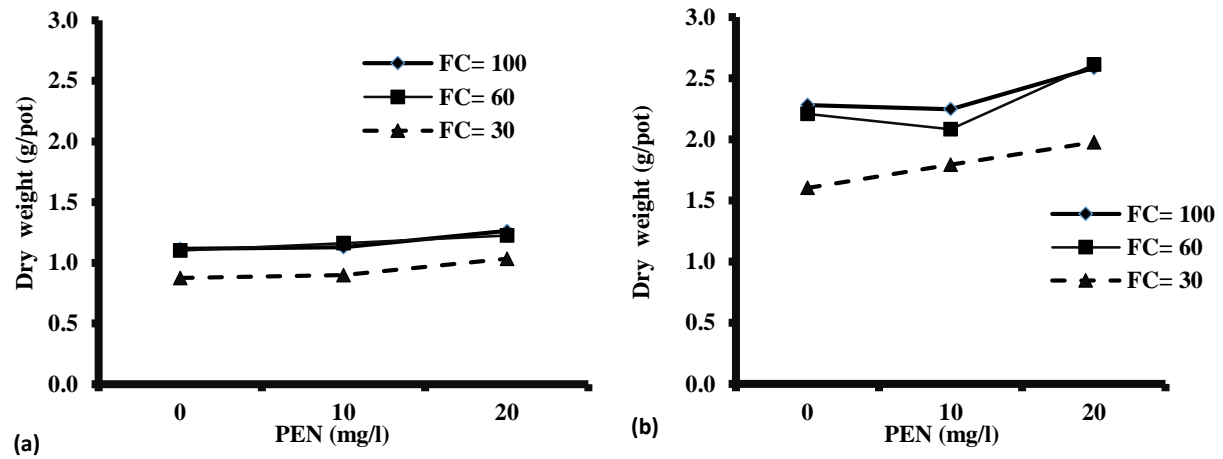 3.0
2.5
2.0
1.5
1.0
0.5
0.0
Dry weight (g/pot)
FC= 100
FC= 60
FC= 30
0 10 20
PEN (mg/l)
(a)
3.0
2.5
2.0
1.5
1.0
0.5
0.0
Dry weight (g/pot)
FC= 100
FC= 60
FC= 30
0 10 20
PEN (mg/l)
(b)